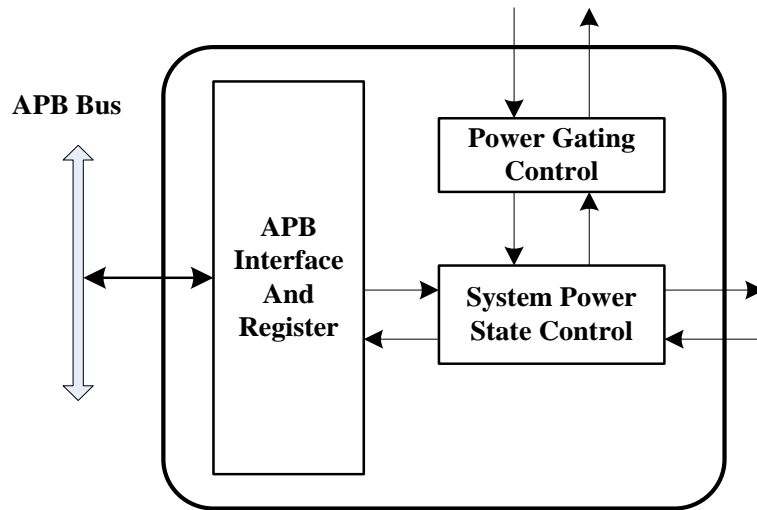 APB Bus
APB
Interface
And
Register
Power Gating
Control
System Power
State Control